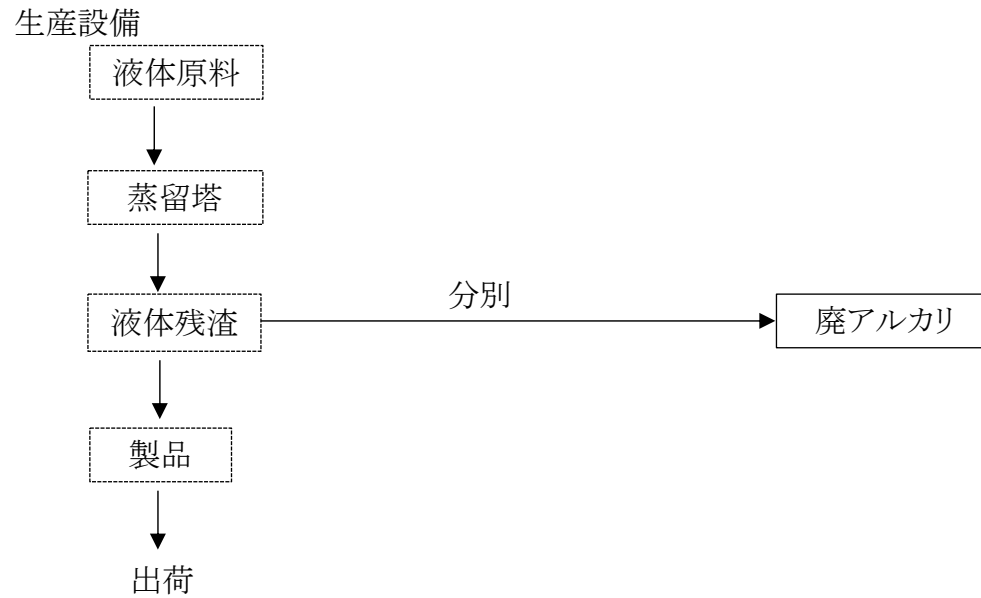 生産設備
液体原料
蒸留塔
分別
液体残渣
廃アルカリ
製品
出荷